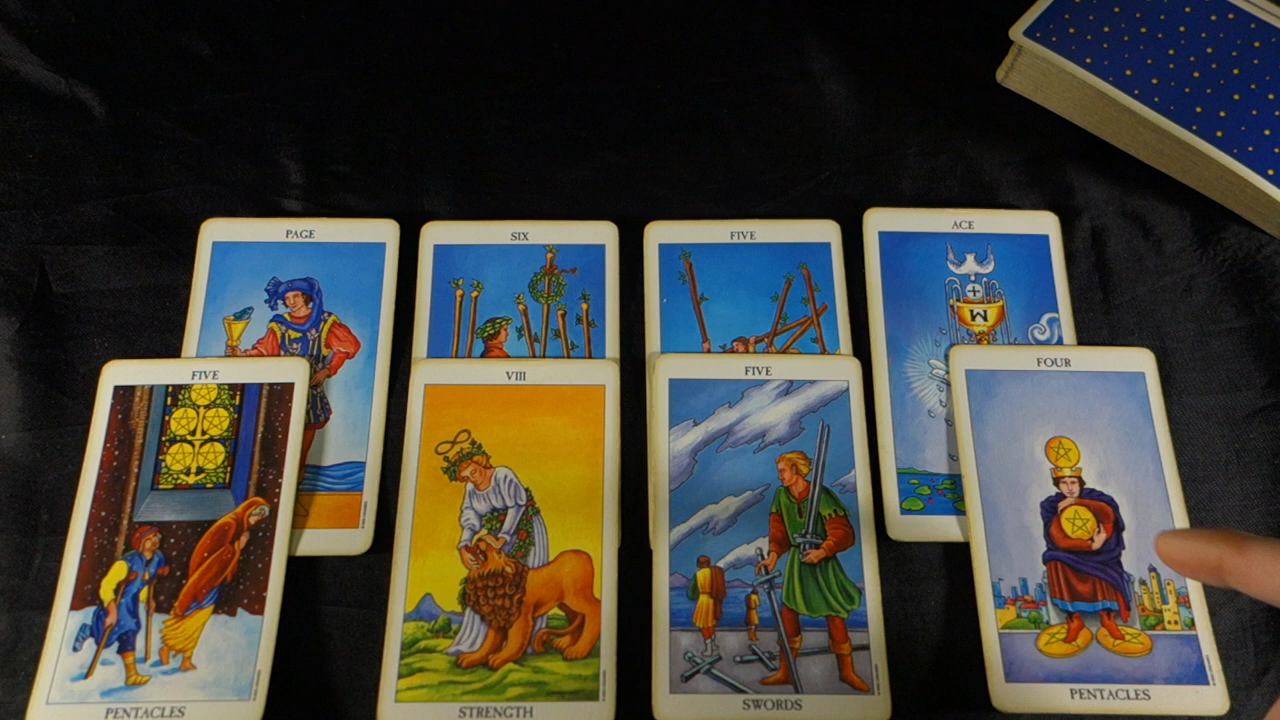 PAGE
SIX
FIVE
ACE
FIVE
VIII
FIVE
FOUR
PENTACLES
STRENGTH
SWORDS
PENTACLES